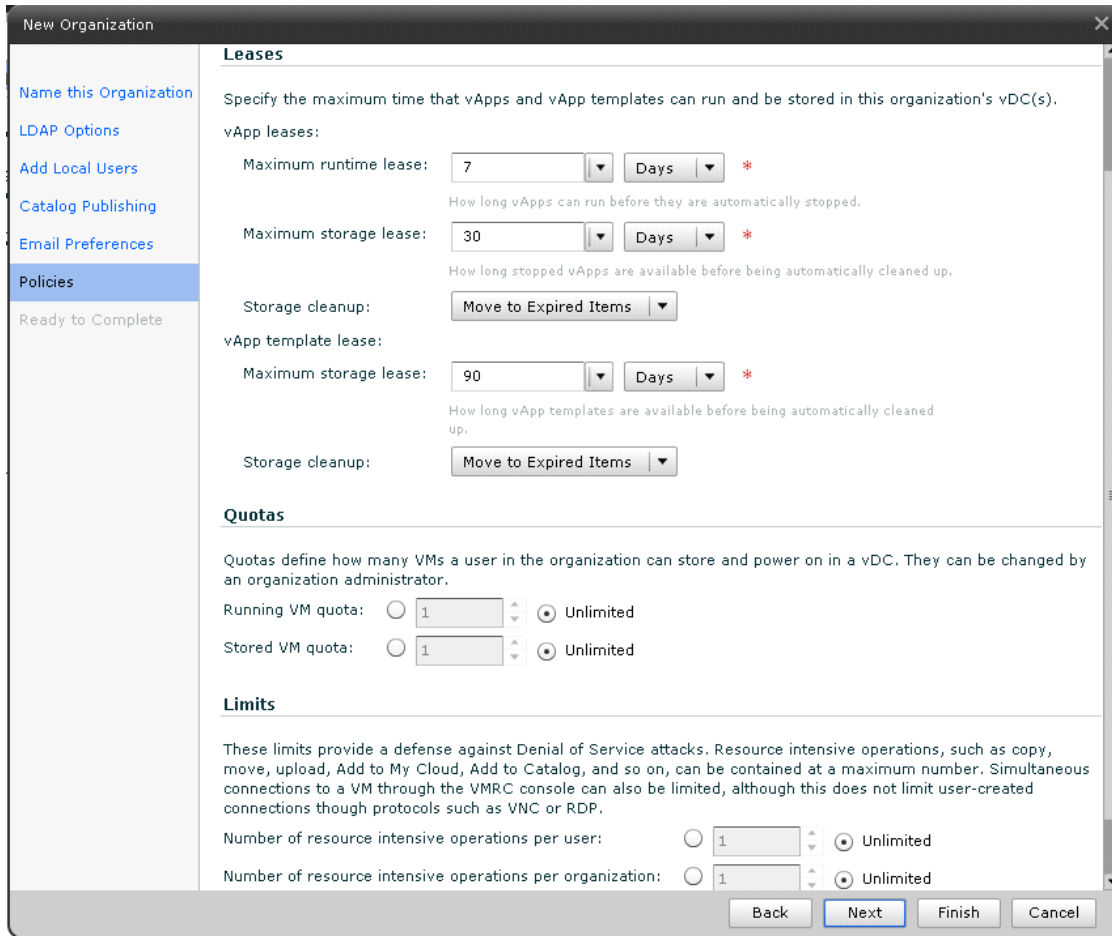 New Organization
Name this Organization
LDAP Options
Add Local Users
Catalog Publishing
Email Preferences
Policies
Ready to Complete
Leases
Specify the maximum time that vApps and vApp templates can run and be stored in this organization's vDC(s).
vApp leases:
Maximum runtime lease: 7 Days *
How long vApps can run before they are automatically stopped.
Maximum storage lease: 30 Days *
How long stopped vApps are available before being automatically cleaned up.
Storage cleanup: Move to Expired Items
vApp template lease:
Maximum storage lease: 90 Days *
How long vApp templates are available before being automatically cleaned
up.
Storage cleanup: Move to Expired Items
Quotas
Quotas define how many VMs a user in the organization can store and power on in a vDC. They can be changed by
an organization administrator.
Running VM quota: 1 Unlimited
Stored VM quota: 1 Unlimited
Limits
These limits provide a defense against Denial of Service attacks. Resource intensive operations, such as copy,
move, upload, Add to My Cloud, Add to Catalog, and so on, can be contained at a maximum number. Simultaneous
connections to a VM through the VMRC console can also be limited, although this does not limit user-created
connections though protocols such as VNC or RDP.
Number of resource intensive operations per user: 1 Unlimited
Number of resource intensive operations per organization: 1 Unlimited
Back Next Finish Cancel